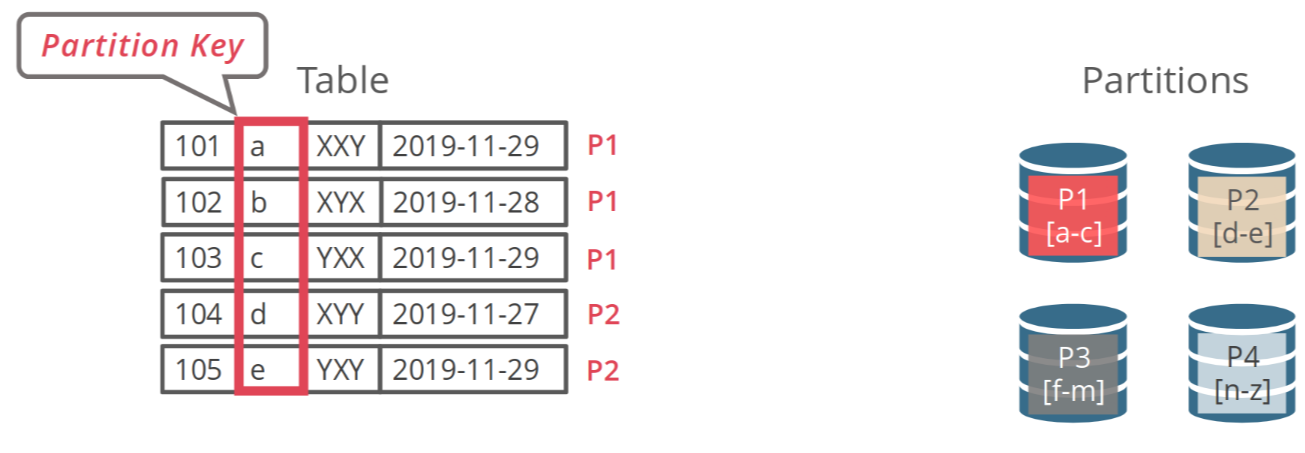 Partition Key
Table
101 a XXY 2019-11-29 P1
102 b XYX 2019-11-28 P1
103 c YXX 2019-11-29 P1
104 d XYY 2019-11-27 P2
105 e YXY 2019-11-29 P2
Partitions
P1
[a-c]
P2
[d-e]
P3
[f-m]
P4
[n-z]